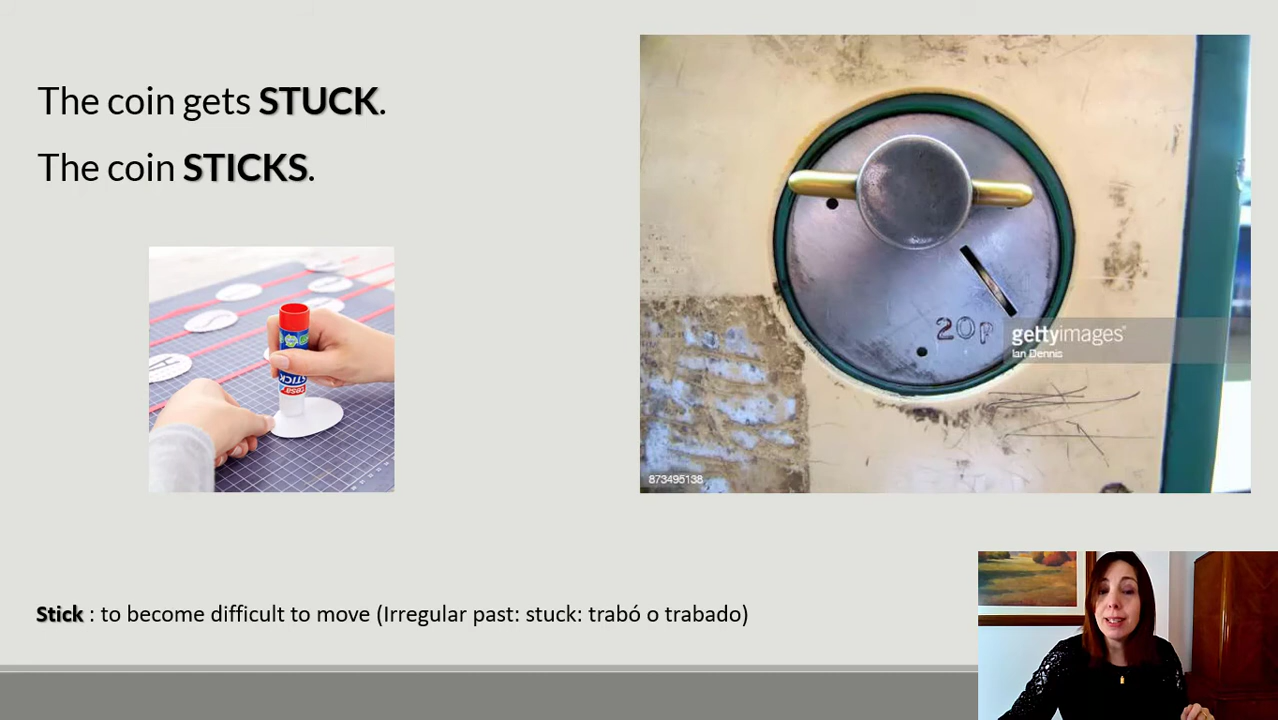 The coin gets STUCK.
The coin STICKS.
STICK
20p
gettyimages®
Ian Dennis
873495138
Stick : to become difficult to move (Irregular past: stuck: trabó o trabado)